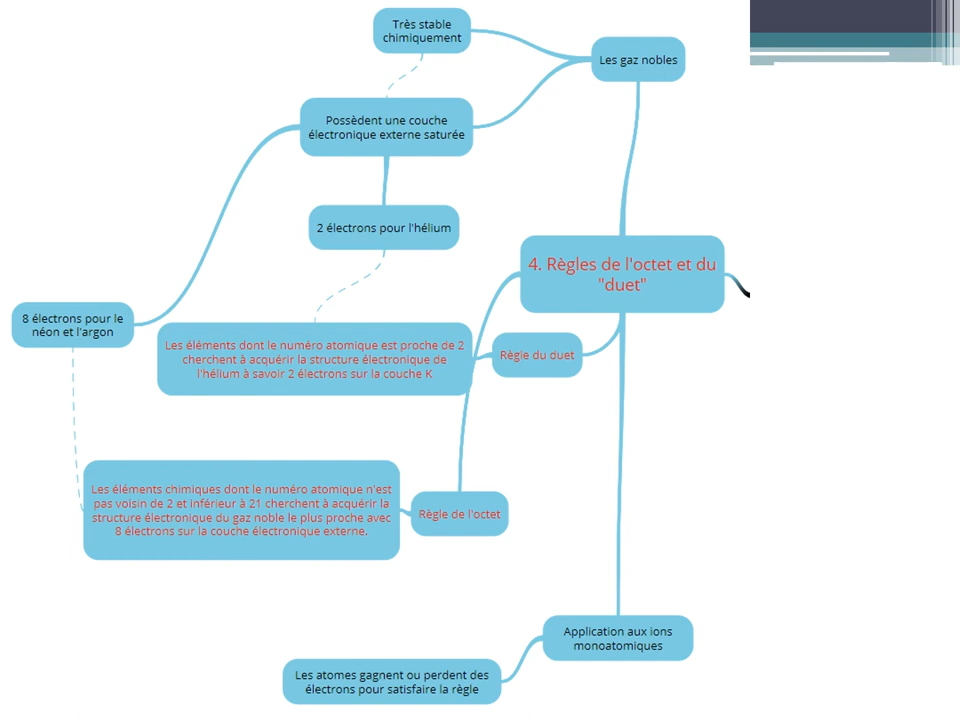 Très stable
chimiquement
Les gaz nobles
Possèdent une couche
électronique externe saturée
2 électrons pour l'hélium
4. Règles de l'octet et du
"duet"
8 électrons pour le
néon et l'argon
Les éléments dont le numéro atomique est proche de 2
cherchent à acquérir la structure électronique de
l'hélium à savoir 2 électrons sur la couche K
Règle du duet
Les éléments chimiques dont le numéro atomique n'est
pas voisin de 2 et inférieur à 21 cherchent à acquérir la
structure électronique du gaz noble le plus proche avec
8 électrons sur la couche électronique externe.
Règle de l'octet
Application aux ions
monoatomiques
Les atomes gagnent ou perdent des
électrons pour satisfaire la règle